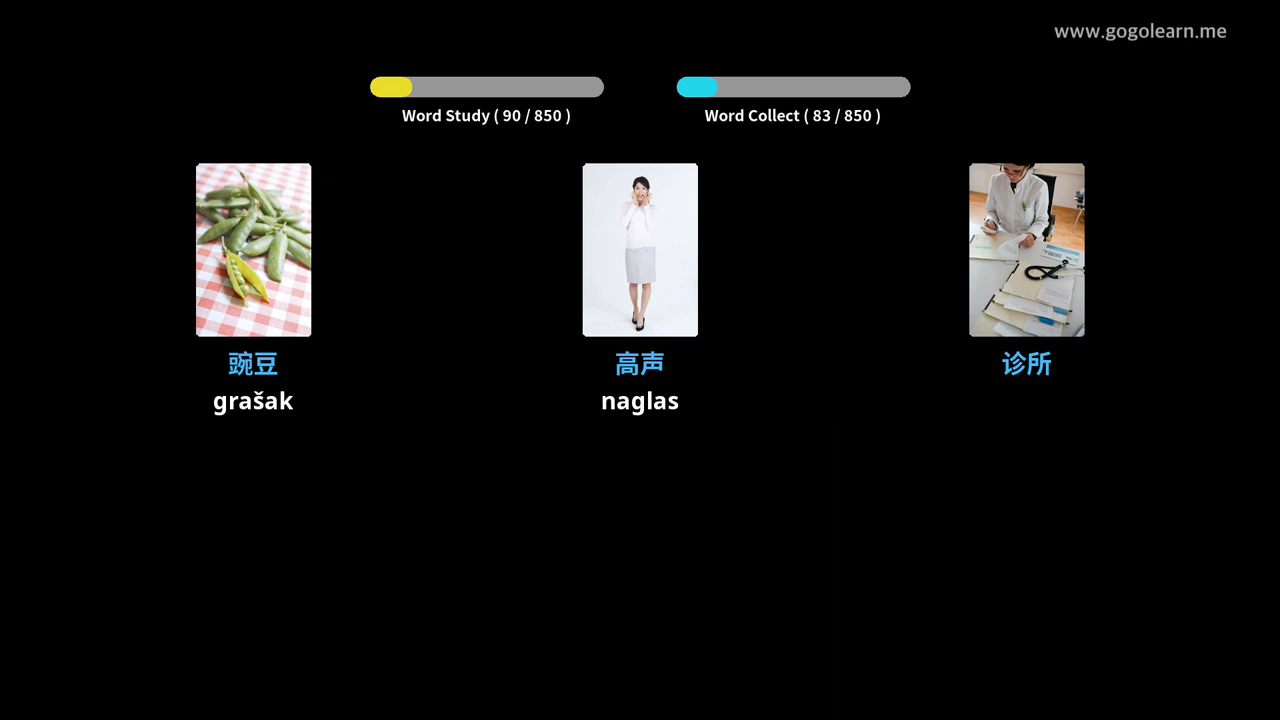 www.gogolearn.me
Word Study ( 90 / 850 )
Word Collect ( 83 / 850 )
豌豆
高声
诊所
grašak
naglas